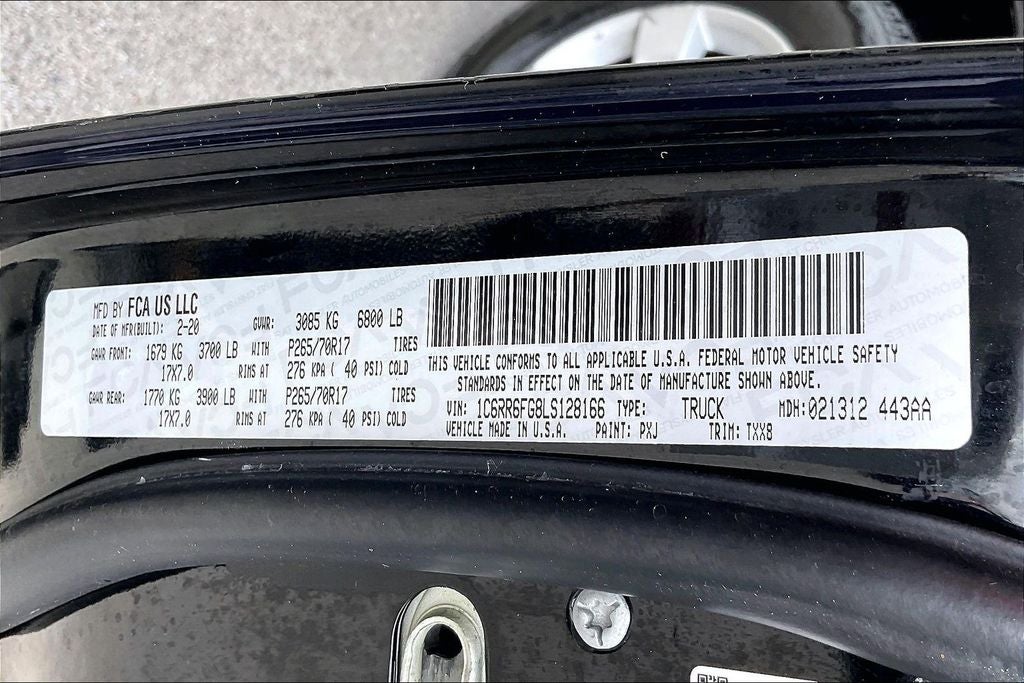 MFD BY FCA US LLC
DATE OF MFR(BUILT): 2-20 GVWR: 3085 KG 6800 LB
GAWR FRONT: 1679 KG 3700 LB WITH P265/70R17 TIRES
17X7.0 RIMS AT 276 KPA ( 40 PSI) COLD
GAWR REAR: 1770 KG 3900 LB WITH P265/70R17 TIRES
17X7.0 RIMS AT 276 KPA ( 40 PSI) COLD
THIS VEHICLE CONFORMS TO ALL APPLICABLE U.S.A. FEDERAL MOTOR VEHICLE SAFETY
STANDARDS IN EFFECT ON THE DATE OF MANUFACTURE SHOWN ABOVE.
VIN: 1C6RR6FG8LS128166 TYPE: TRUCK MDH:021312 443AA
VEHICLE MADE IN U.S.A. PAINT: PXJ TRIM: TXX8